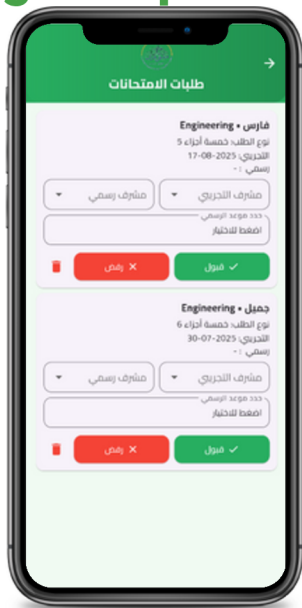 طلبات الامتحانات
فارس • Engineering
نوع الطلب: خمسة أجزاء 5
التجريبي: 2025-08-17
رسمي : -
مشرف التجريبي
مشرف رسمي
حدد موعد الرسمي
اضغط للاختيار
قبول
رفض
جميل • Engineering
نوع الطلب: خمسة أجزاء 6
التجريبي: 2025-07-30
رسمي : -
مشرف التجريبي
مشرف رسمي
حدد موعد الرسمي
اضغط للاختيار
قبول
رفض